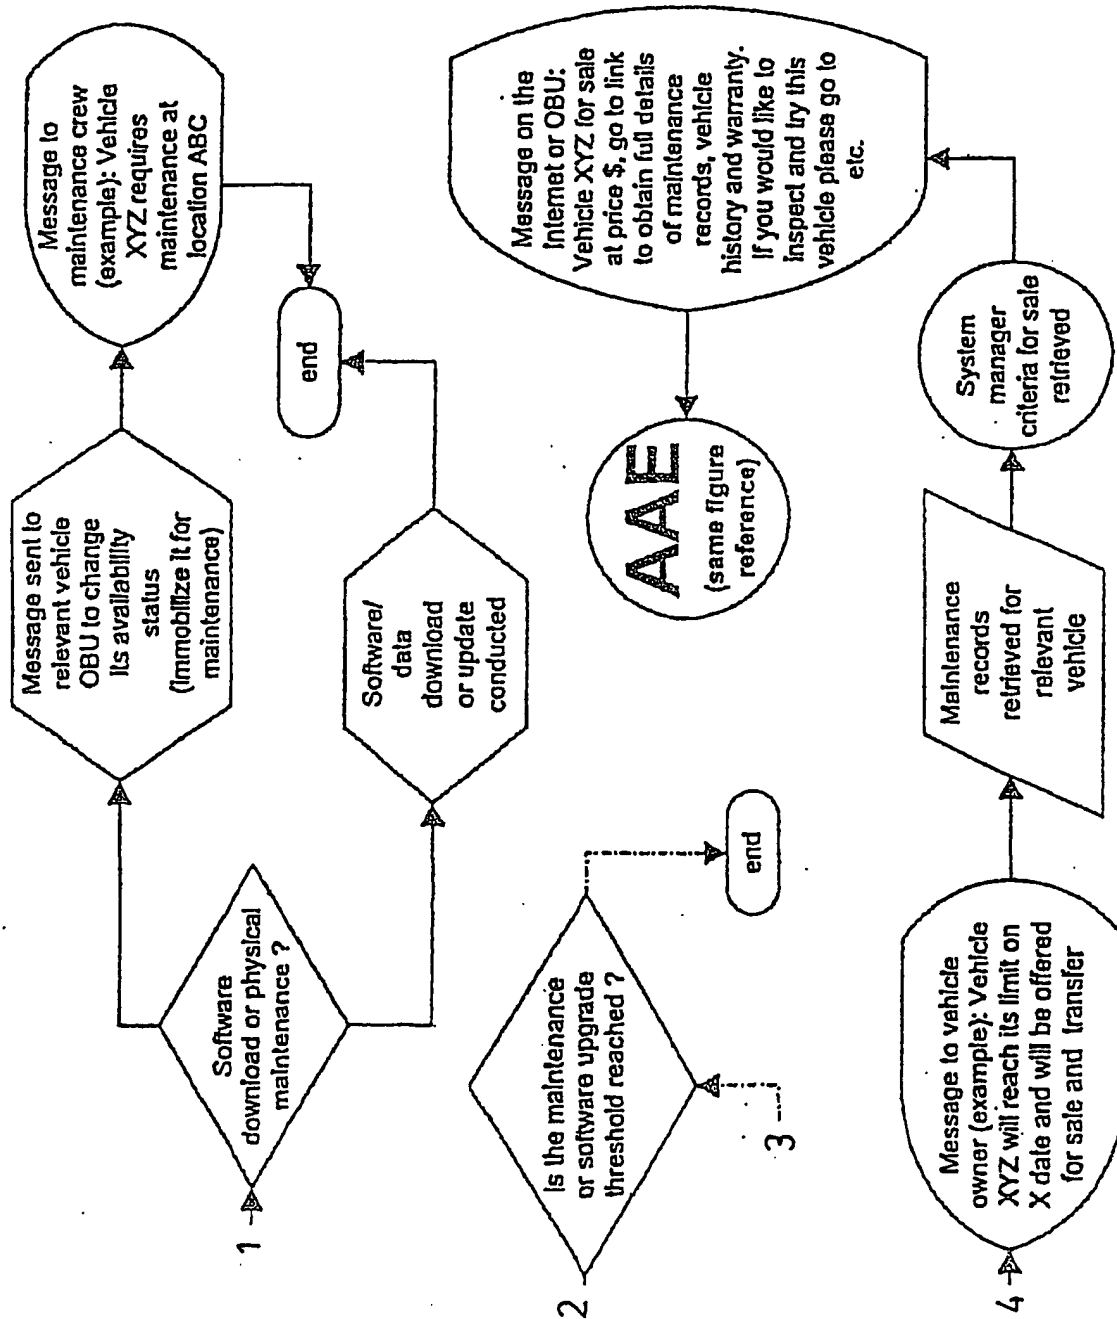 1
Software
download or physical
maintenance ?
Message sent to
relevant vehicle
OBU to change
its availability
status
(immobilize it for
maintenance)
Message to
maintenance crew
(example): Vehicle
XYZ requires
maintenance at
location ABC
Software/
data
download
or update
conducted
end
2
Is the maintenance
or software upgrade
threshold reached ?
3
end
4
Message to vehicle
owner (example): Vehicle
XYZ will reach its limit on
X date and will be offered
for sale and transfer
Maintenance
records
retrieved for
relevant
vehicle
System
manager
criteria for sale
retrieved
Message on the
Internet or OBU:
Vehicle XYZ for sale
at price $, go to link
to obtain full details
of maintenance
records, vehicle
history and warranty.
If you would like to
inspect and try this
vehicle please go to
etc.
AAE
(same figure
reference)